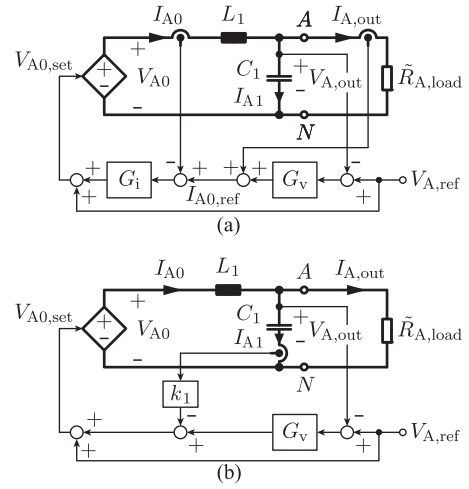 I_A0 L_1 A I_A,out
V_A0,set + V_A0 C_1 + V_A,out R̃_A,load
+ −
− I_A1 −
N
− + −
+ G_i + + + G_v + V_A,ref
+ I_A0,ref +
(a)
I_A0 L_1 A I_A,out
V_A0,set + V_A0 C_1 + V_A,out R̃_A,load
+ −
− I_A1 −
N
k_1
− −
+ + + G_v + V_A,ref
+ +
(b)